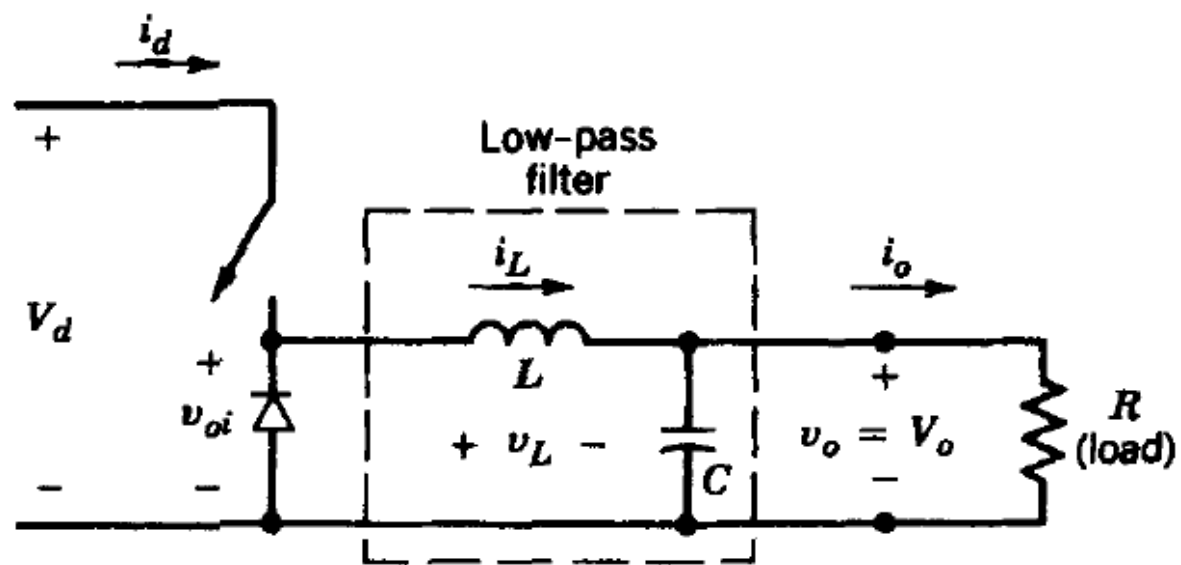 i_d
+
Low-pass
filter
i_L
i_o
V_d
+
v_oi
L
+ v_L −
C
+
v_o = V_o
R
(load)
−
−
−